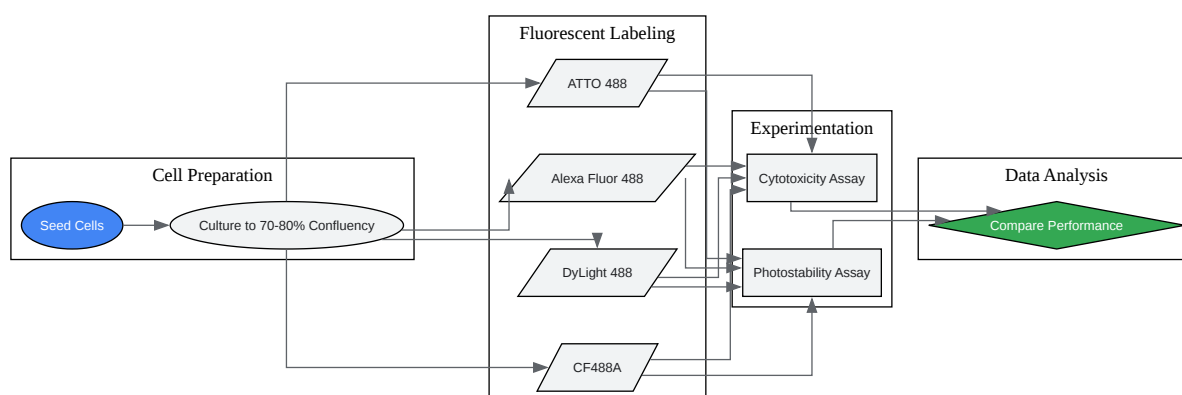 Cell Preparation
Seed Cells
Culture to 70-80% Confluency
Fluorescent Labeling
ATTO 488
Alexa Fluor 488
DyLight 488
CF488A
Experimentation
Cytotoxicity Assay
Photostability Assay
Data Analysis
Compare Performance